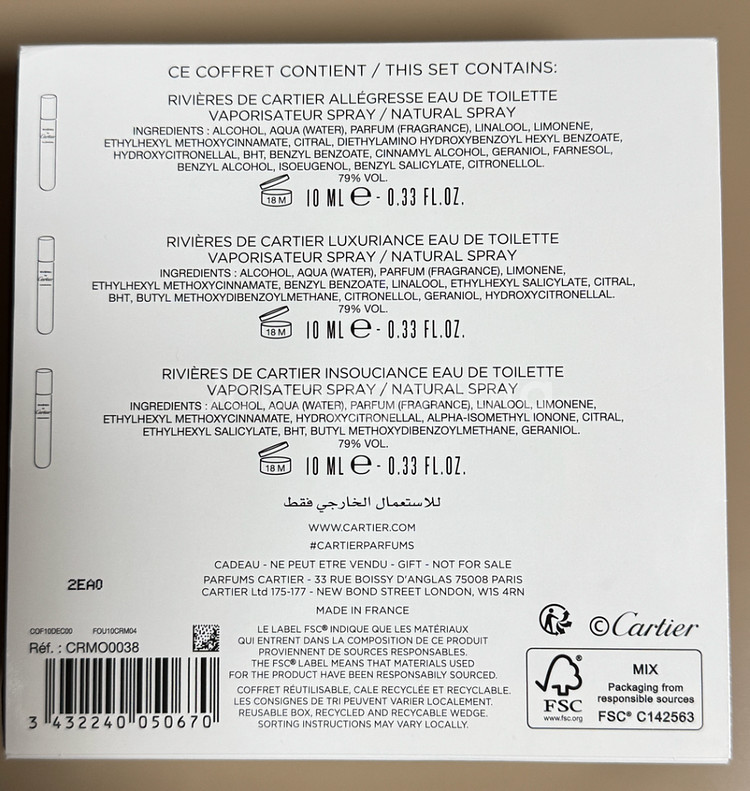 CE COFFRET CONTIENT / THIS SET CONTAINS:
RIVIÈRES DE CARTIER ALLÉGRESSE EAU DE TOILETTE
VAPORISATEUR SPRAY / NATURAL SPRAY
INGREDIENTS : ALCOHOL, AQUA (WATER), PARFUM (FRAGRANCE), LINALOOL, LIMONENE,
ETHYLHEXYL METHOXYCINNAMATE, CITRAL, DIETHYLAMINO HYDROXYBENZOYL HEXYL BENZOATE,
HYDROXYCITRONELLAL, BHT, BENZYL BENZOATE, CINNAMYL ALCOHOL, GERANIOL, FARNESOL,
BENZYL ALCOHOL, ISOEUGENOL, BENZYL SALICYLATE, CITRONELLOL.
79% VOL.
18 M 10 ML e - 0.33 FL.OZ.
RIVIÈRES DE CARTIER LUXURIANCE EAU DE TOILETTE
VAPORISATEUR SPRAY / NATURAL SPRAY
INGREDIENTS : ALCOHOL, AQUA (WATER), PARFUM (FRAGRANCE), LIMONENE,
ETHYLHEXYL METHOXYCINNAMATE, BENZYL BENZOATE, LINALOOL, ETHYLHEXYL SALICYLATE, CITRAL,
BHT, BUTYL METHOXYDIBENZOYLMETHANE, CITRONELLOL, GERANIOL, HYDROXYCITRONELLAL.
79% VOL.
18 M 10 ML e - 0.33 FL.OZ.
RIVIÈRES DE CARTIER INSOUCIANCE EAU DE TOILETTE
VAPORISATEUR SPRAY / NATURAL SPRAY
INGREDIENTS : ALCOHOL, AQUA (WATER), PARFUM (FRAGRANCE), LINALOOL, LIMONENE,
ETHYLHEXYL METHOXYCINNAMATE, HYDROXYCITRONELLAL, ALPHA-ISOMETHYL IONONE, CITRAL,
ETHYLHEXYL SALICYLATE, BHT, BUTYL METHOXYDIBENZOYLMETHANE, GERANIOL.
79% VOL.
18 M 10 ML e - 0.33 FL.OZ.
للاستعمال الخارجي فقط
WWW.CARTIER.COM
#CARTIERPARFUMS
CADEAU - NE PEUT ETRE VENDU - GIFT - NOT FOR SALE
PARFUMS CARTIER - 33 RUE BOISSY D'ANGLAS 75008 PARIS
CARTIER Ltd 175-177 - NEW BOND STREET LONDON, W1S 4RN
MADE IN FRANCE
2EA0
COF10DEC00 FOU10CRM04
Réf. : CRMO0038
3 432240 050670
LE LABEL FSC® INDIQUE QUE LES MATÉRIAUX
QUI ENTRENT DANS LA COMPOSITION DE CE PRODUIT
PROVIENNENT DE SOURCES RESPONSABLES.
THE FSC® LABEL MEANS THAT MATERIALS USED
FOR THE PRODUCT HAVE BEEN RESPONSABILY SOURCED.
COFFRET RÉUTILISABLE, CALE RECYCLÉE ET RECYCLABLE.
LES CONSIGNES DE TRI PEUVENT VARIER LOCALEMENT.
REUSABLE BOX, RECYCLED AND RECYCABLE WEDGE.
SORTING INSTRUCTIONS MAY VARY LOCALLY.
©Cartier
FSC
www.fsc.org
MIX
Packaging from
responsible sources
FSC® C142563